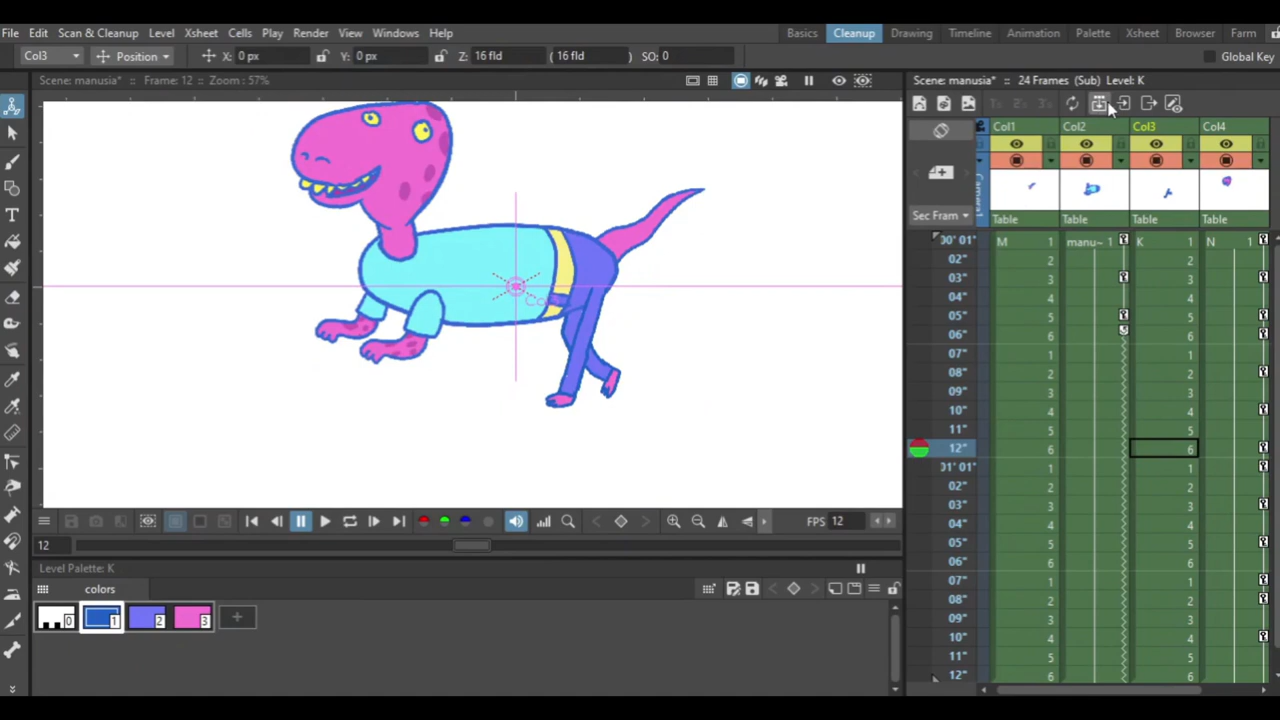 File Edit Scan & Cleanup Level Xsheet Cells Play Render View Windows Help
Basics Cleanup Drawing Timeline Animation Palette Xsheet Browser Farm
Col3 Position X: 0 px Y: 0 px Z: 16 fld ( 16 fld ) SO: 0 Global Key
Scene: manusia* :: Frame: 12 :: Zoom : 57%
Scene: manusia* :: 24 Frames (Sub) Level: K
Col1 Col2 Col3 Col4
Camera1
Sec Fram
Table Table Table Table
00' 01" M 1 manu~ 1 K 1 N 1
02" 2 2
03" 3 3
04" 4 4
05" 5 5
06" 6 6
07" 1 1
08" 2 2
09" 3 3
10" 4 4
11" 5 5
12" 6 6
01' 01" 1 1
02" 2 2
03" 3 3
04" 4 4
05" 5 5
06" 6 6
07" 1 1
08" 2 2
09" 3 3
10" 4 4
11" 5 5
12" 6 6
FPS 12
12
Level Palette: K
colors
0 1 2 3 +